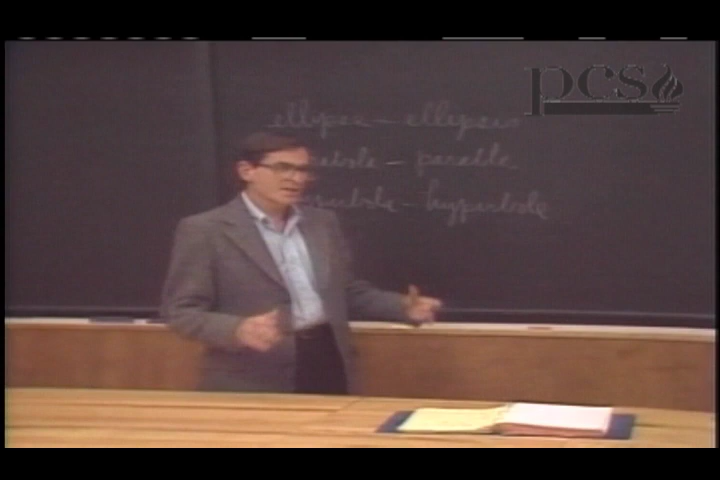 pcs
ellipse – ellipsis
– parable
– hyperbole